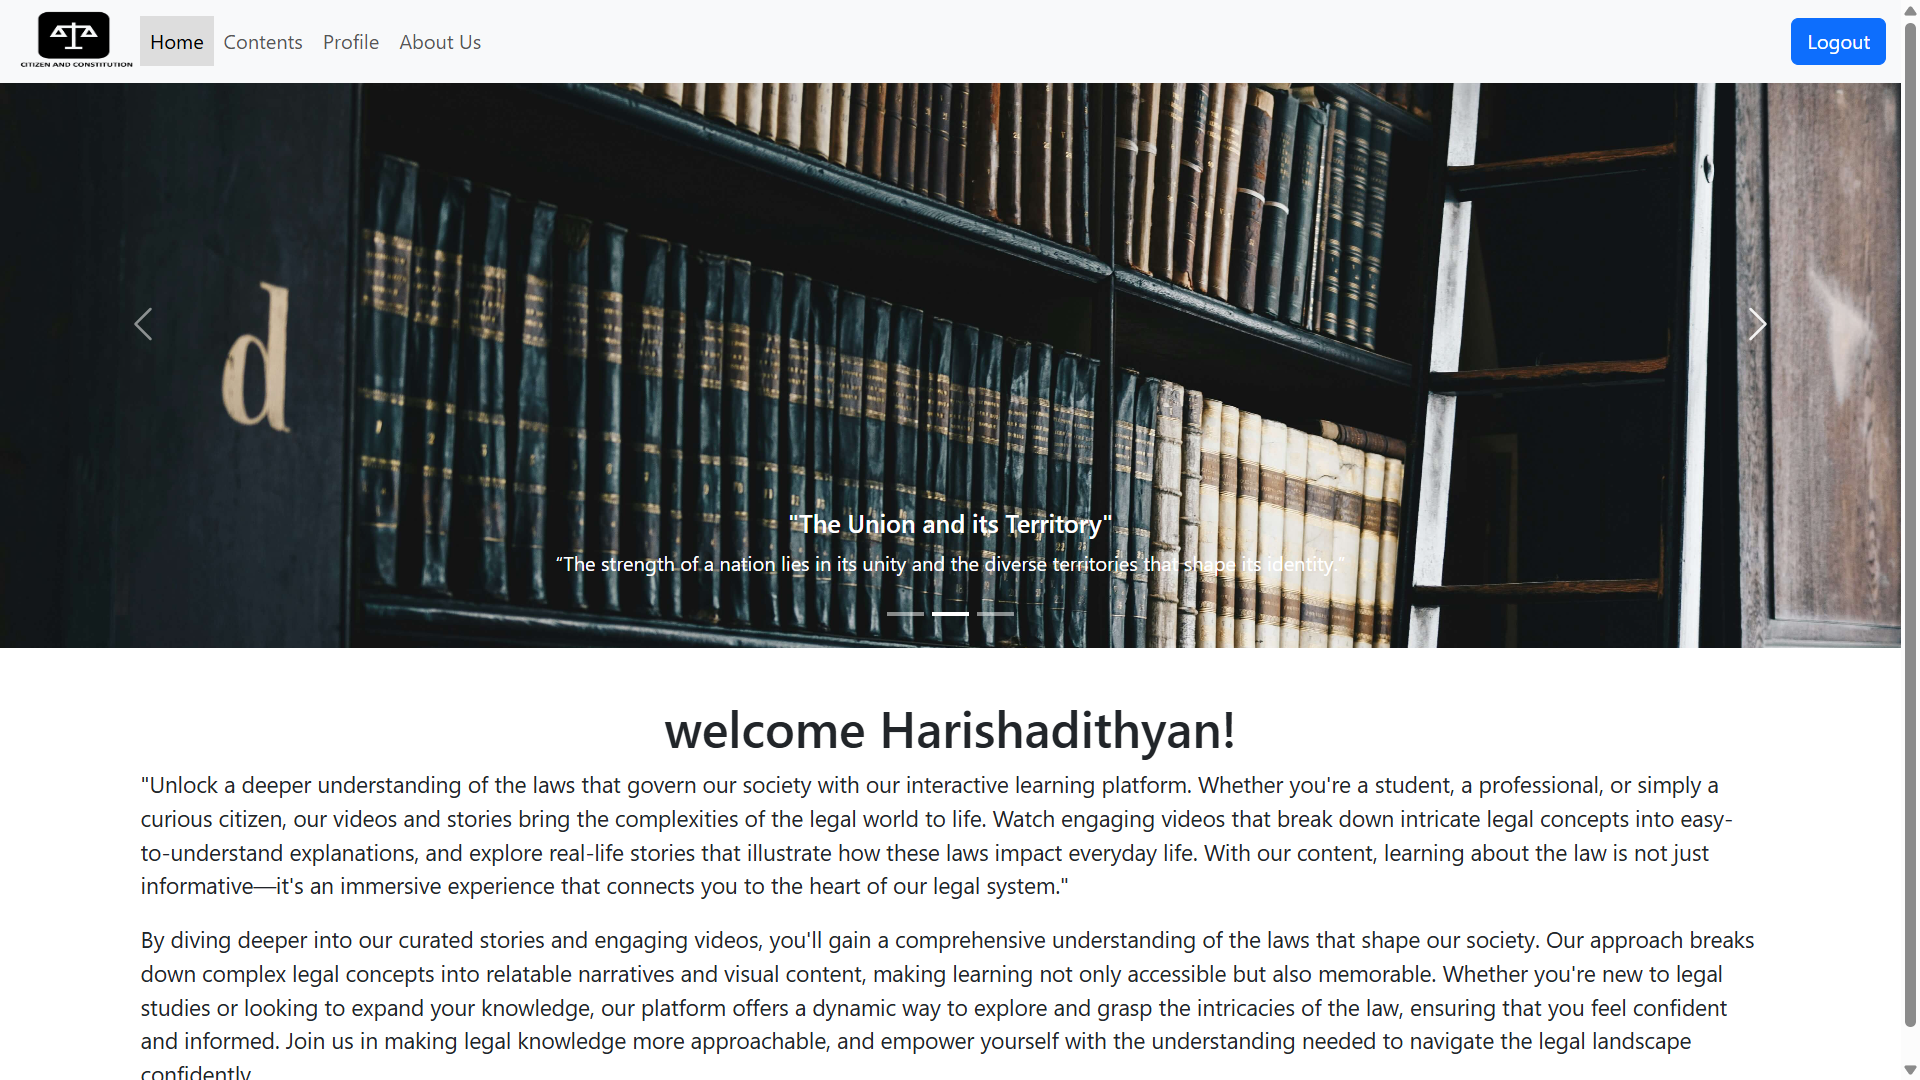 CITIZEN AND CONSTITUTION
Home Contents Profile About Us
Logout
d
"The Union and its Territory"
“The strength of a nation lies in its unity and the diverse territories that shape its identity.”
welcome Harishadithyan!
"Unlock a deeper understanding of the laws that govern our society with our interactive learning platform. Whether you're a student, a professional, or simply a
curious citizen, our videos and stories bring the complexities of the legal world to life. Watch engaging videos that break down intricate legal concepts into easy-
to-understand explanations, and explore real-life stories that illustrate how these laws impact everyday life. With our content, learning about the law is not just
informative—it's an immersive experience that connects you to the heart of our legal system."
By diving deeper into our curated stories and engaging videos, you'll gain a comprehensive understanding of the laws that shape our society. Our approach breaks
down complex legal concepts into relatable narratives and visual content, making learning not only accessible but also memorable. Whether you're new to legal
studies or looking to expand your knowledge, our platform offers a dynamic way to explore and grasp the intricacies of the law, ensuring that you feel confident
and informed. Join us in making legal knowledge more approachable, and empower yourself with the understanding needed to navigate the legal landscape
confidently